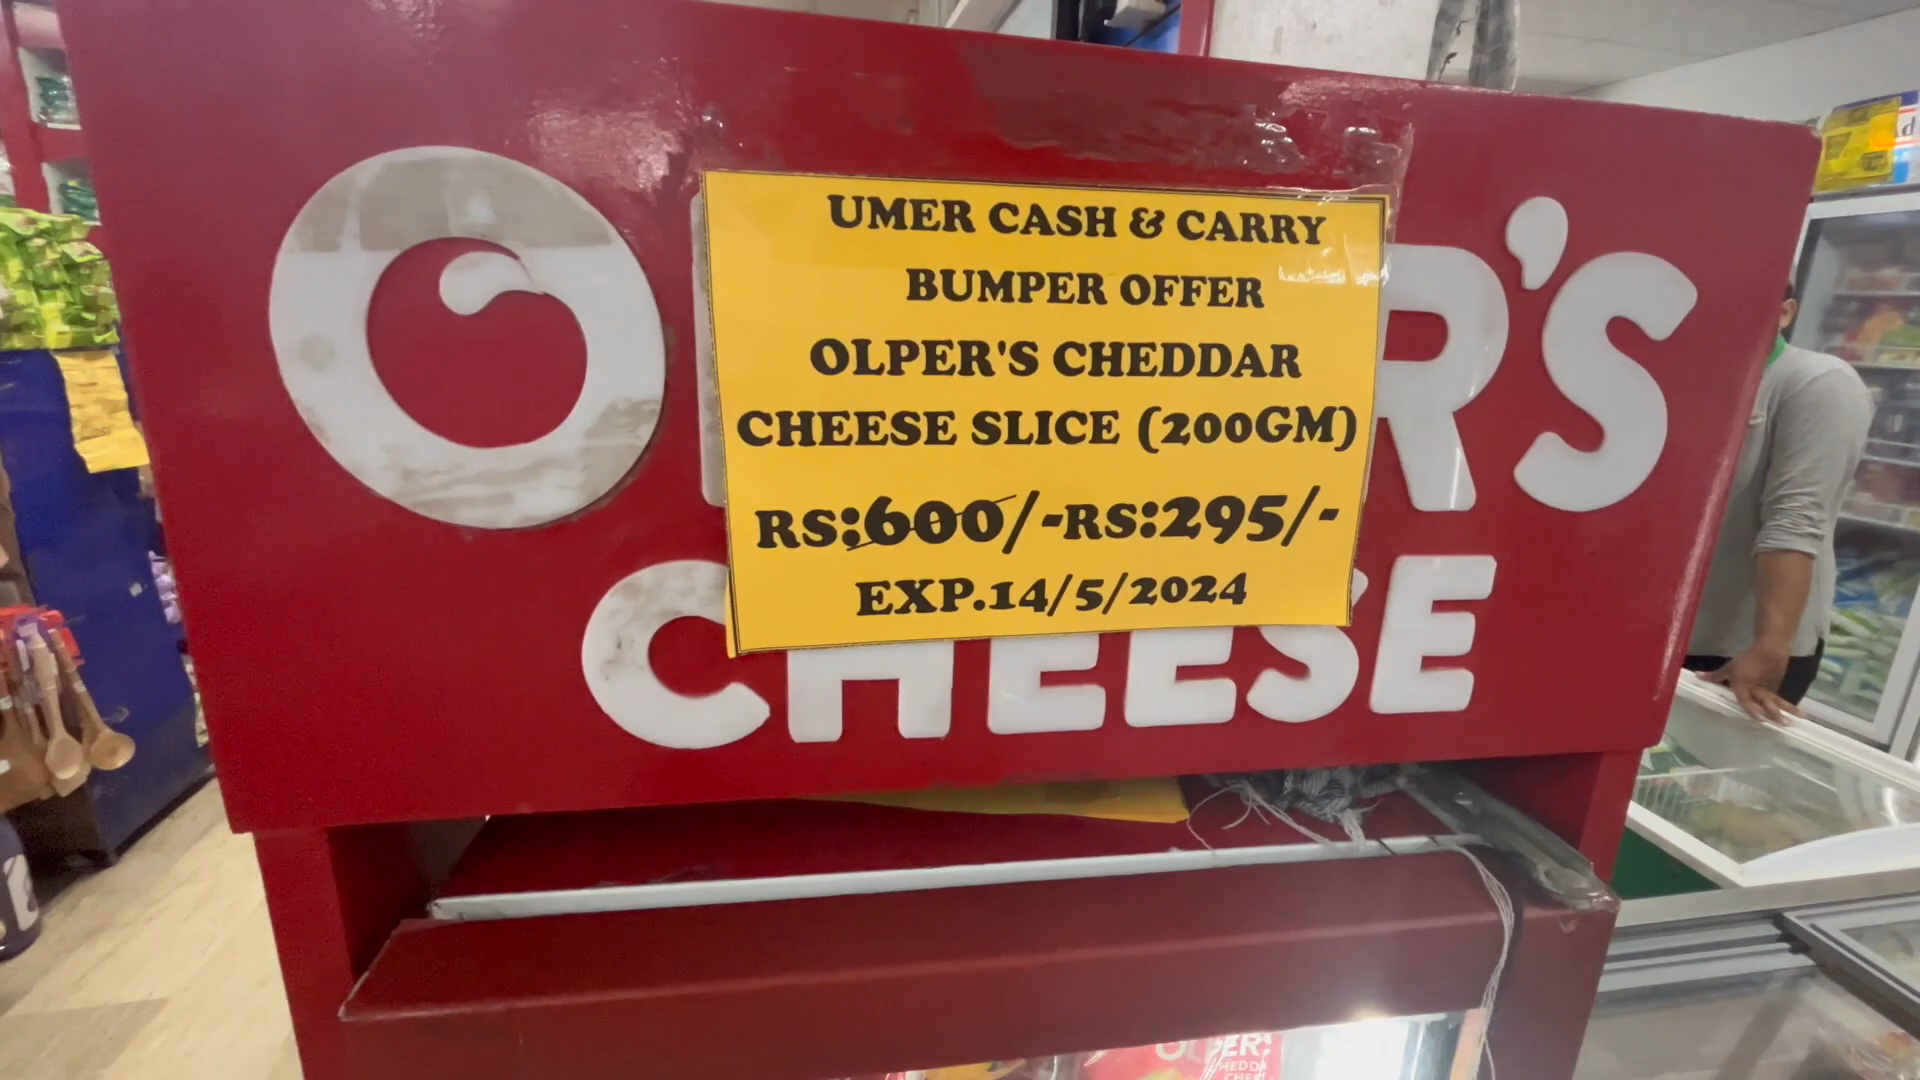 UMER CASH & CARRY
BUMPER OFFER
OLPER'S CHEDDAR
CHEESE SLICE (200GM)
RS:600/-RS:295/-
EXP.14/5/2024
R'S
CHEESE